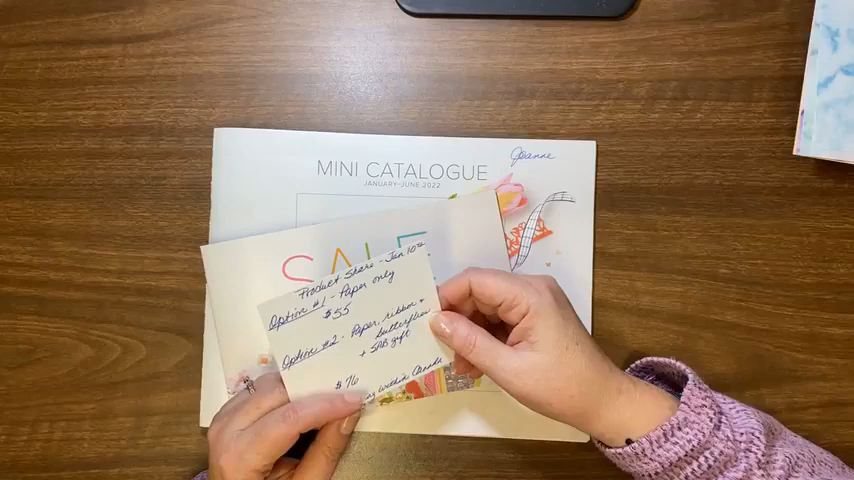 Joanne
MINI CATALOGUE
JANUARY–JUNE 2022
SALE
Product Share - Jan 10th
Option #1 - Paper only
$55
Option #2 - Paper, ribbon +
butterflies
+ SAB gift
$76
within Canada